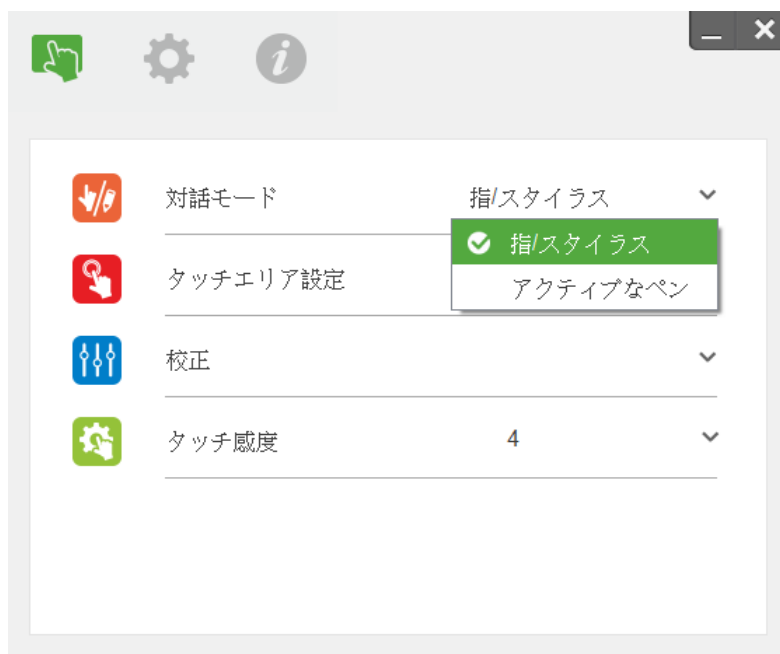 対話モード 指/スタイラス
指/スタイラス
タッチエリア設定
アクティブなペン
校正
タッチ感度 4